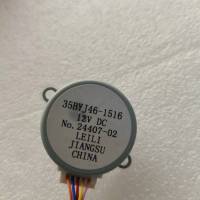 35BYJ46-1516
12V DC
No. 24407-02
LEILI
JIANGSU
CHINA